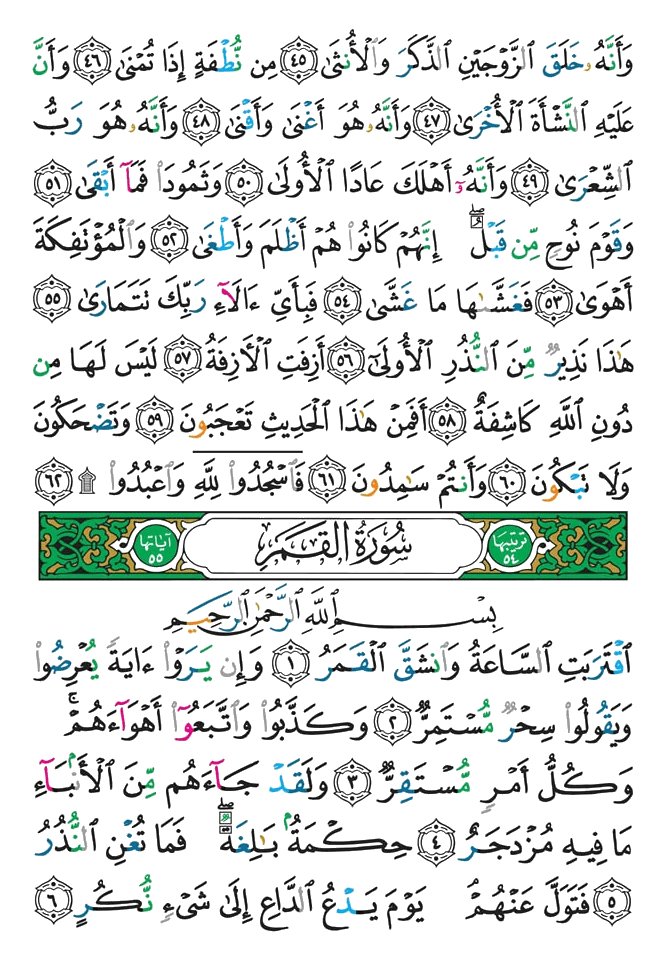 وَأَنَّهُۥ خَلَقَ ٱلزَّوْجَيْنِ ٱلذَّكَرَ وَٱلْأُنثَىٰ ٤٥ مِن نُّطْفَةٍ إِذَا تُمْنَىٰ ٤٦ وَأَنَّ
عَلَيْهِ ٱلنَّشْأَةَ ٱلْأُخْرَىٰ ٤٧ وَأَنَّهُۥ هُوَ أَغْنَىٰ وَأَقْنَىٰ ٤٨ وَأَنَّهُۥ هُوَ رَبُّ
ٱلشِّعْرَىٰ ٤٩ وَأَنَّهُۥٓ أَهْلَكَ عَادًا ٱلْأُولَىٰ ٥٠ وَثَمُودَا۟ فَمَآ أَبْقَىٰ ٥١
وَقَوْمَ نُوحٍ مِّن قَبْلُ ۖ إِنَّهُمْ كَانُوا۟ هُمْ أَظْلَمَ وَأَطْغَىٰ ٥٢ وَٱلْمُؤْتَفِكَةَ
أَهْوَىٰ ٥٣ فَغَشَّىٰهَا مَا غَشَّىٰ ٥٤ فَبِأَىِّ ءَالَآءِ رَبِّكَ تَتَمَارَىٰ ٥٥
هَٰذَا نَذِيرٌ مِّنَ ٱلنُّذُرِ ٱلْأُولَىٰٓ ٥٦ أَزِفَتِ ٱلْأَزِفَةُ ٥٧ لَيْسَ لَهَا مِن
دُونِ ٱللَّهِ كَاشِفَةٌ ٥٨ أَفَمِنْ هَٰذَا ٱلْحَدِيثِ تَعْجَبُونَ ٥٩ وَتَضْحَكُونَ
وَلَا تَبْكُونَ ٦٠ وَأَنتُمْ سَٰمِدُونَ ٦١ فَٱسْجُدُوا۟ لِلَّهِ وَٱعْبُدُوا۟ ۩ ٦٢
ترتيبها ٥٤ سُورَةُ القَمَرِ آياتها ٥٥
بِسْمِ ٱللَّهِ ٱلرَّحْمَٰنِ ٱلرَّحِيمِ
ٱقْتَرَبَتِ ٱلسَّاعَةُ وَٱنشَقَّ ٱلْقَمَرُ ١ وَإِن يَرَوْا۟ ءَايَةً يُعْرِضُوا۟
وَيَقُولُوا۟ سِحْرٌ مُّسْتَمِرٌّ ٢ وَكَذَّبُوا۟ وَٱتَّبَعُوٓا۟ أَهْوَآءَهُمْ ۚ
وَكُلُّ أَمْرٍ مُّسْتَقِرٌّ ٣ وَلَقَدْ جَآءَهُم مِّنَ ٱلْأَنۢبَآءِ
مَا فِيهِ مُزْدَجَرٌ ٤ حِكْمَةٌۢ بَٰلِغَةٌ ۖ فَمَا تُغْنِ ٱلنُّذُرُ
٥ فَتَوَلَّ عَنْهُمْ ۘ يَوْمَ يَدْعُ ٱلدَّاعِ إِلَىٰ شَىْءٍ نُّكُرٍ ٦